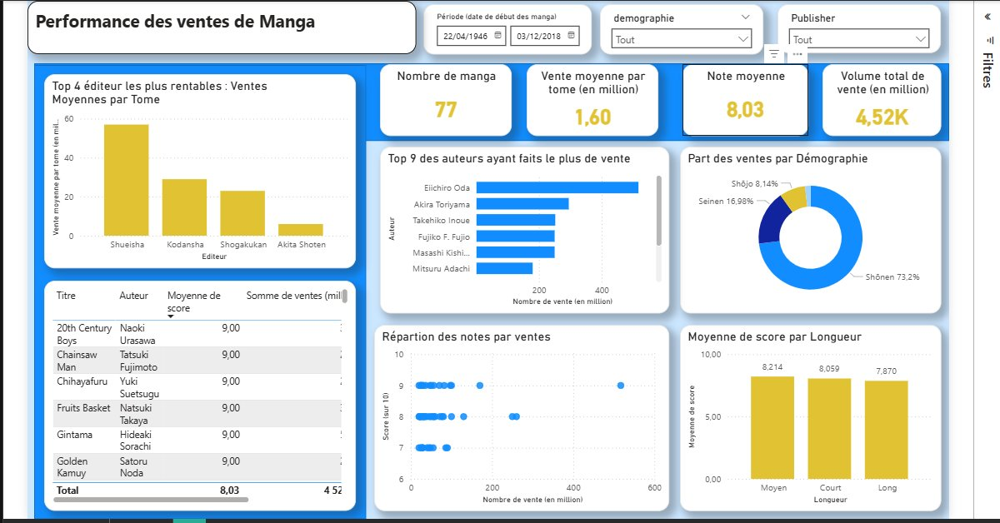 Performance des ventes de Manga
Période (date de début des manga)
22/04/1946
03/12/2018
demographie
Tout
Publisher
Tout
Filtres
Nombre de manga
77
Vente moyenne par
tome (en million)
1,60
Note moyenne
8,03
Volume total de
vente (en million)
4,52K
Top 4 éditeur les plus rentables : Ventes
Moyennes par Tome
Vente moyenne par tome (en mil...
60
40
20
0
Shueisha
Kodansha
Shogakukan
Akita Shoten
Editeur
Top 9 des auteurs ayant faits le plus de vente
Auteur
Eiichiro Oda
Akira Toriyama
Takehiko Inoue
Fujiko F. Fujio
Masashi Kishi...
Mitsuru Adachi
200
400
Nombre de vente (en million)
Part des ventes par Démographie
Shōjo 8,14%
Seinen 16,98%
Shōnen 73,2%
Titre Auteur Moyenne de Somme de ventes (mill
score
20th Century Naoki 9,00
Boys Urasawa
Chainsaw Tatsuki 9,00
Man Fujimoto
Chihayafuru Yuki 9,00
Suetsugu
Fruits Basket Natsuki 9,00
Takaya
Gintama Hideaki 9,00
Sorachi
Golden Satoru 9,00
Kamuy Noda
Total 8,03 4 52
Répartion des notes par ventes
Score (sur 10)
10
9
8
7
6
0
200
400
600
Nombre de vente (en million)
Moyenne de score par Longueur
Moyenne de score
10,00
5,00
0,00
8,214
8,059
7,870
Moyen
Court
Long
Longueur